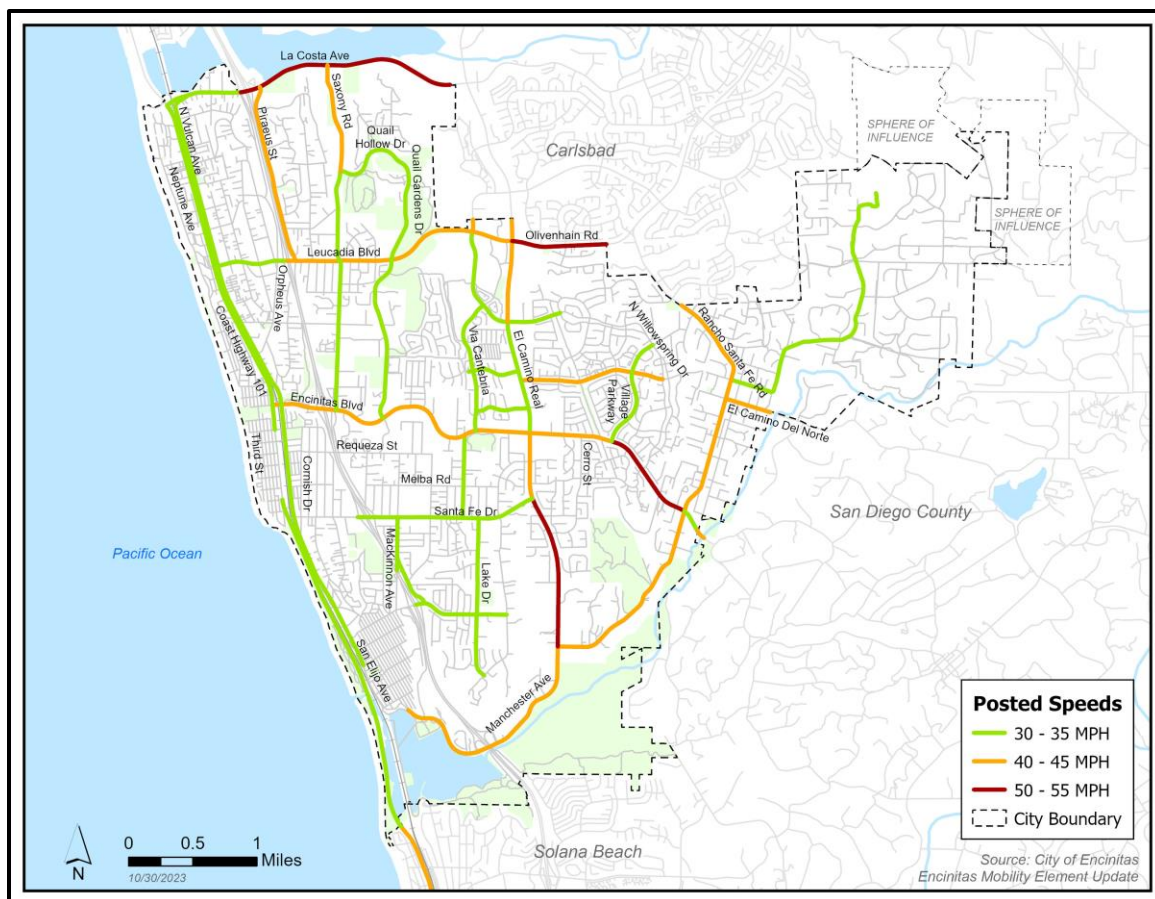 La Costa Ave
Saxony Rd
Piraeus St
N Vulcan Ave
Neptune Ave
Quail
Hollow Dr
Quail Gardens Dr
Carlsbad
SPHERE OF
INFLUENCE
SPHERE OF
INFLUENCE
Leucadia Blvd
Olivenhain Rd
Orpheus Ave
Coast Highway 101
Via Cantebria
El Camino Real
N Willowspring Dr
Village
Parkway
Rancho Santa Fe Rd
El Camino Del Norte
Encinitas Blvd
Third St
Cornish Dr
Requeza St
Melba Rd
Cerro St
Santa Fe Dr
MacKinnon Ave
Lake Dr
San Diego County
Pacific Ocean
San Elijo Ave
Manchester Ave
Solana Beach
Posted Speeds
30 - 35 MPH
40 - 45 MPH
50 - 55 MPH
City Boundary
N
0 0.5 1
Miles
10/30/2023
Source: City of Encinitas
Encinitas Mobility Element Update